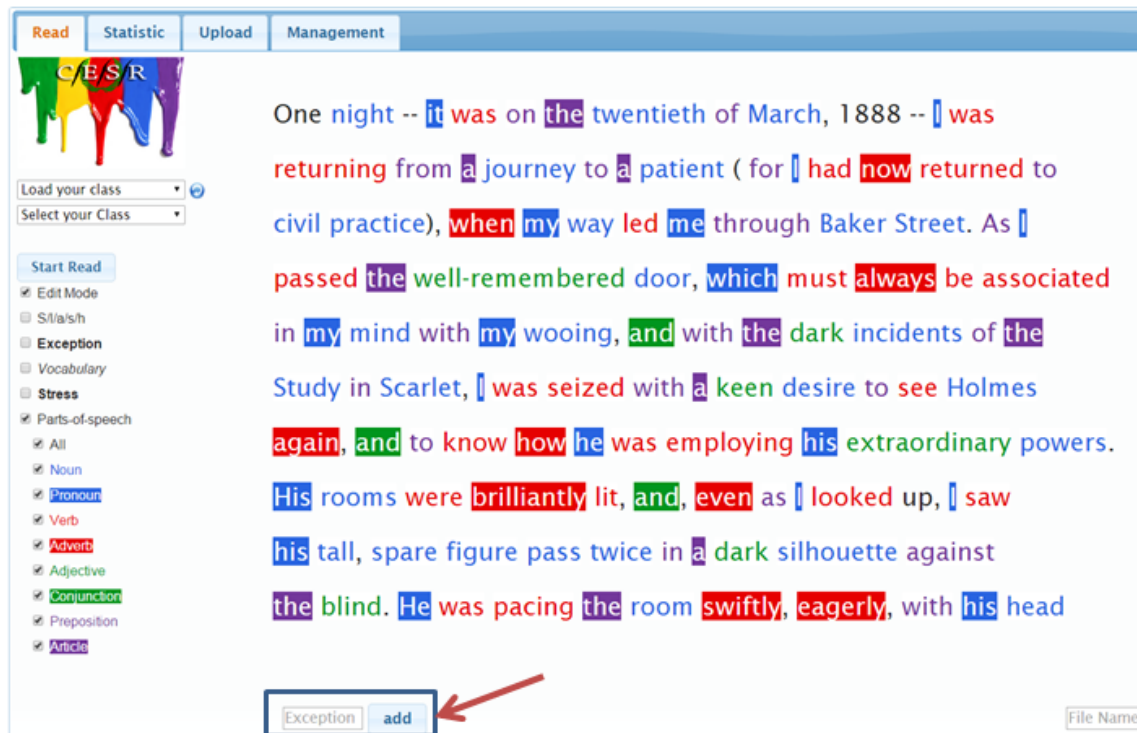 Read Statistic Upload Management
C/E/S/R
Load your class
Select your Class
Start Read
Edit Mode
S/l/a/s/h
Exception
Vocabulary
Stress
Parts-of-speech
All
Noun
Pronoun
Verb
Adverb
Adjective
Conjunction
Preposition
Article
One night -- it was on the twentieth of March, 1888 -- I was
returning from a journey to a patient ( for I had now returned to
civil practice), when my way led me through Baker Street. As I
passed the well-remembered door, which must always be associated
in my mind with my wooing, and with the dark incidents of the
Study in Scarlet, I was seized with a keen desire to see Holmes
again, and to know how he was employing his extraordinary powers.
His rooms were brilliantly lit, and, even as I looked up, I saw
his tall, spare figure pass twice in a dark silhouette against
the blind. He was pacing the room swiftly, eagerly, with his head
Exception add
File Name